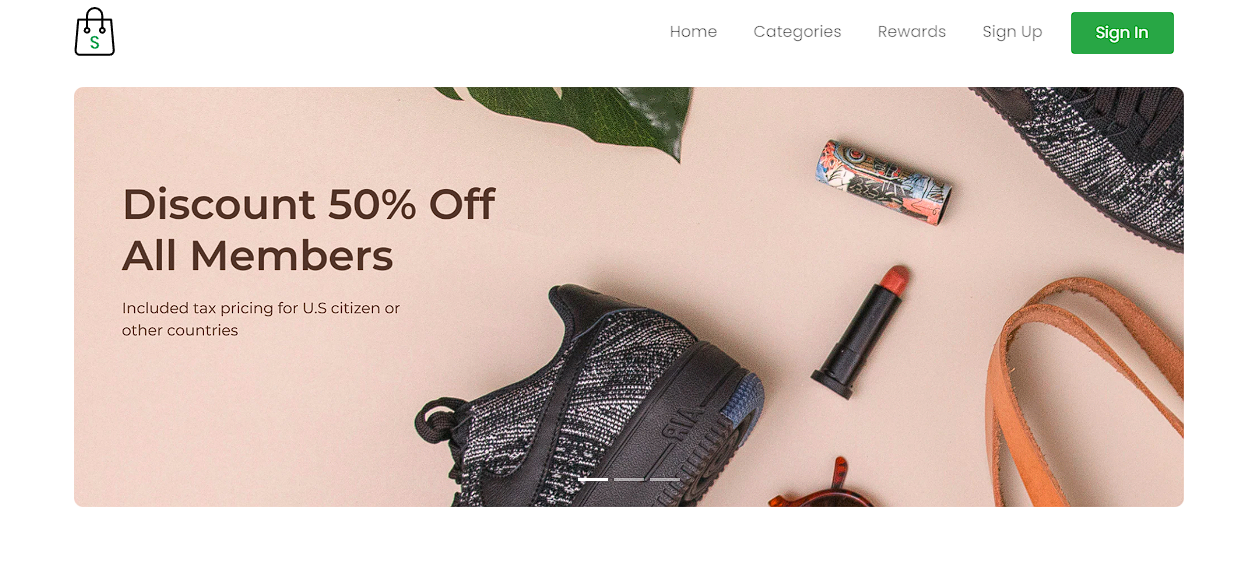 S
Home Categories Rewards Sign Up Sign In
Discount 50% Off
All Members
Included tax pricing for U.S citizen or
other countries
AIR